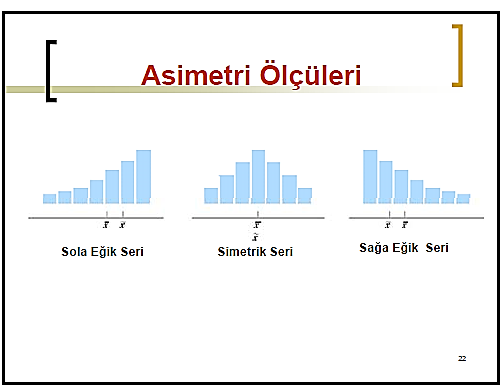 Asimetri Ölçüleri
x̄ x̃
x̄
x̃
x̃ x̄
Sola Eğik Seri
Simetrik Seri
Sağa Eğik Seri
22